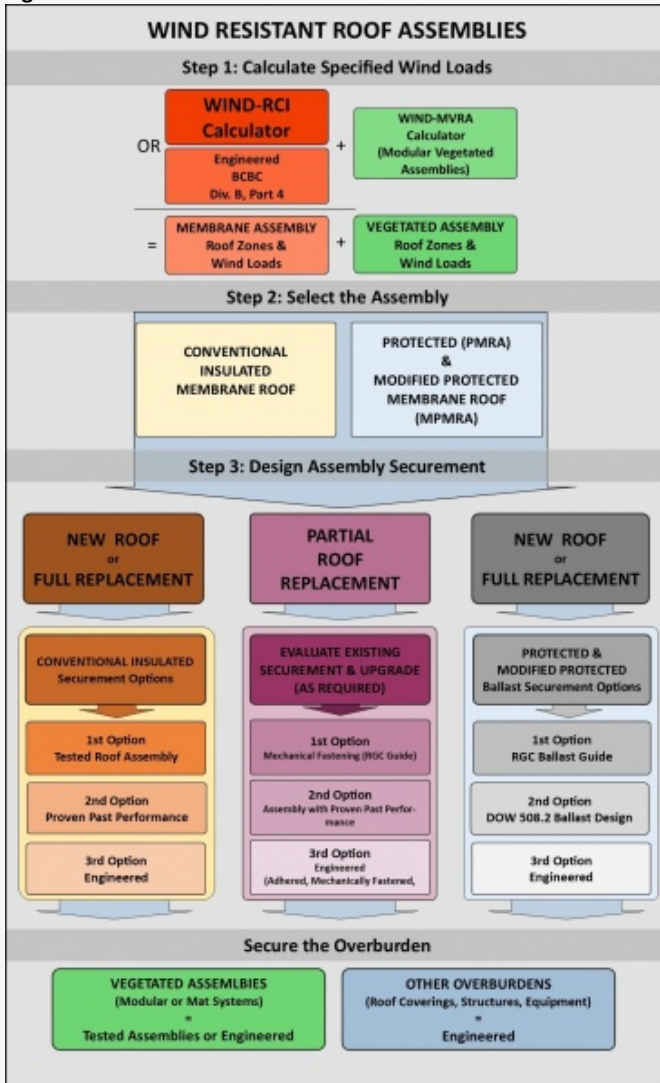 WIND RESISTANT ROOF ASSEMBLIES
Step 1: Calculate Specified Wind Loads
WIND-RCI
Calculator
OR
Engineered
BCBC
Div. B, Part 4
+
WIND-MVRA
Calculator
(Modular Vegetated
Assemblies)
=
MEMBRANE ASSEMBLY
Roof Zones &
Wind Loads
+
VEGETATED ASSEMBLY
Roof Zones &
Wind Loads
Step 2: Select the Assembly
CONVENTIONAL
INSULATED
MEMBRANE ROOF
PROTECTED (PMRA)
&
MODIFIED PROTECTED
MEMBRANE ROOF
(MPMRA)
Step 3: Design Assembly Securement
NEW ROOF
or
FULL REPLACEMENT
CONVENTIONAL INSULATED
Securement Options
1st Option
Tested Roof Assembly
2nd Option
Proven Past Performance
3rd Option
Engineered
PARTIAL
ROOF
REPLACEMENT
EVALUATE EXISTING
SECUREMENT & UPGRADE
(AS REQUIRED)
1st Option
Mechanical Fastening (RGC Guide)
2nd Option
Assembly with Proven Past Perfor-
mance
3rd Option
Engineered
(Adhered, Mechanically Fastened,
NEW ROOF
or
FULL REPLACEMENT
PROTECTED &
MODIFIED PROTECTED
Ballast Securement Options
1st Option
RGC Ballast Guide
2nd Option
DOW 508.2 Ballast Design
3rd Option
Engineered
Secure the Overburden
VEGETATED ASSEMLBIES
(Modular or Mat Systems)
=
Tested Assemblies or Engineered
OTHER OVERBURDENS
(Roof Coverings, Structures, Equipment)
=
Engineered